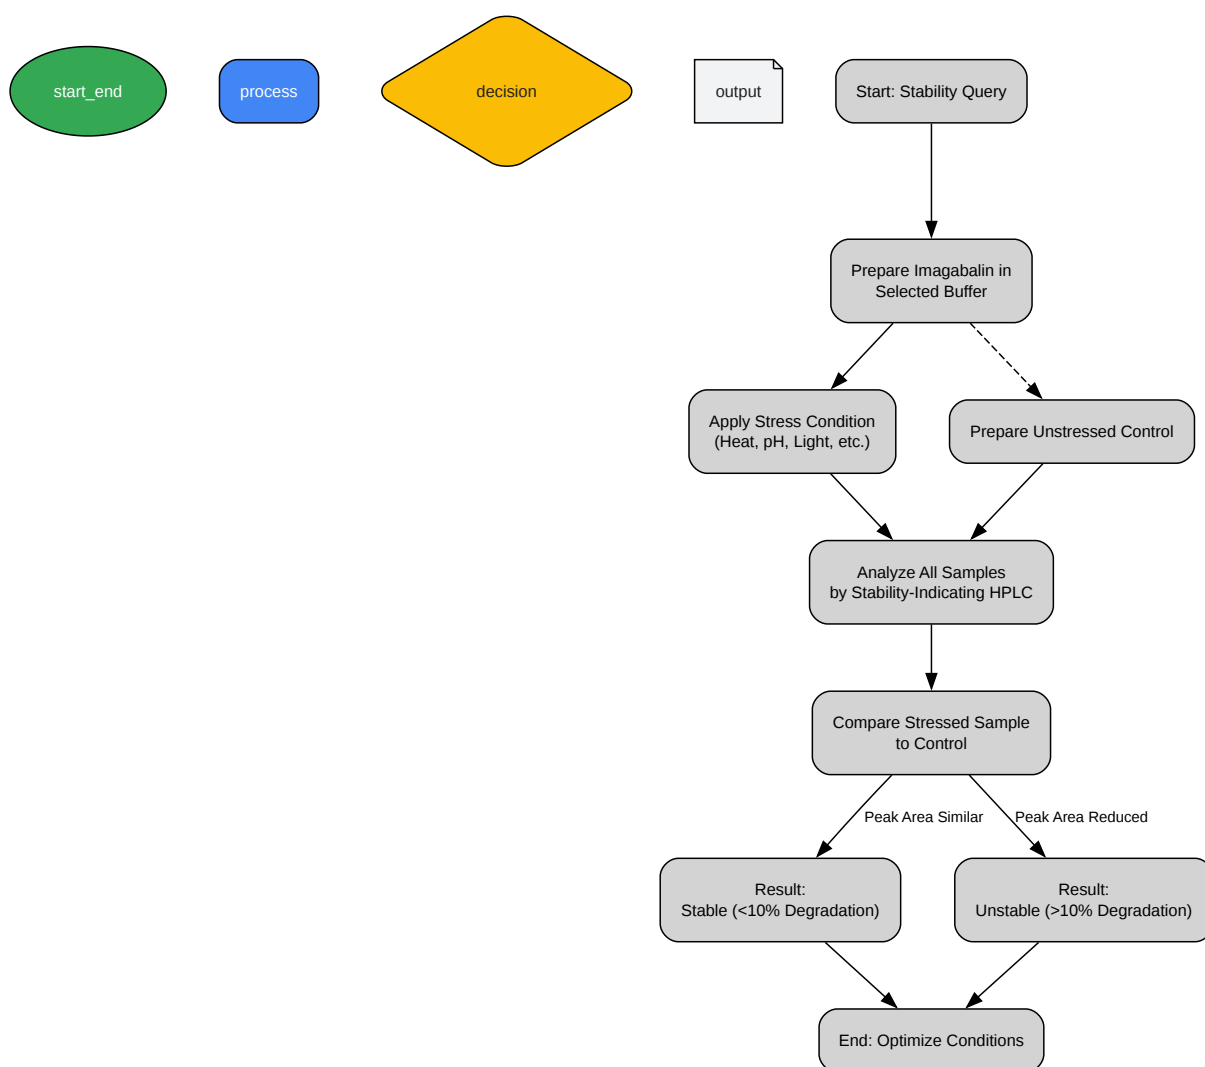 start_end
process
decision
output
Start: Stability Query
Prepare Imagabalin in
Selected Buffer
Apply Stress Condition
(Heat, pH, Light, etc.)
Prepare Unstressed Control
Analyze All Samples
by Stability-Indicating HPLC
Compare Stressed Sample
to Control
Peak Area Similar
Peak Area Reduced
Result:
Stable (<10% Degradation)
Result:
Unstable (>10% Degradation)
End: Optimize Conditions